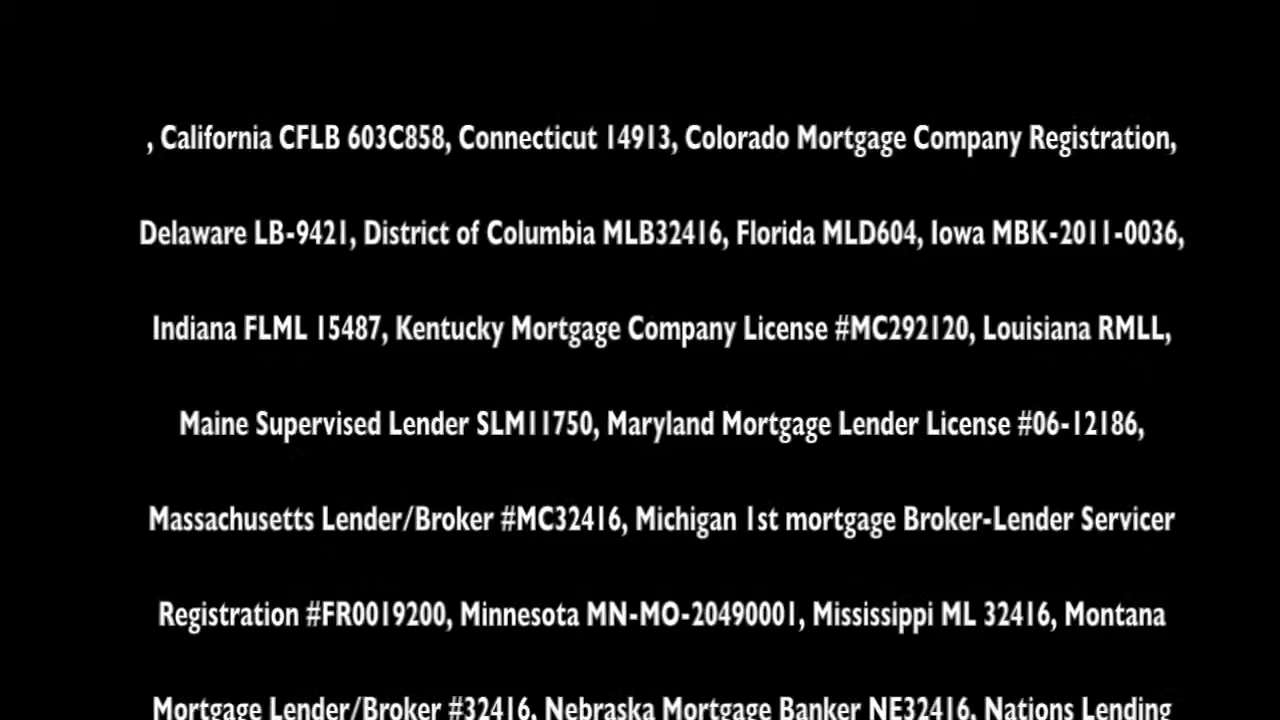 , California CFLB 603C858, Connecticut 14913, Colorado Mortgage Company Registration,
Delaware LB-9421, District of Columbia MLB32416, Florida MLD604, Iowa MBK-2011-0036,
Indiana FLML 15487, Kentucky Mortgage Company License #MC292120, Louisiana RMLL,
Maine Supervised Lender SLM11750, Maryland Mortgage Lender License #06-12186,
Massachusetts Lender/Broker #MC32416, Michigan 1st mortgage Broker-Lender Servicer
Registration #FR0019200, Minnesota MN-MO-20490001, Mississippi ML 32416, Montana
Mortgage Lender/Broker #32416, Nebraska Mortgage Banker NE32416, Nations Lending